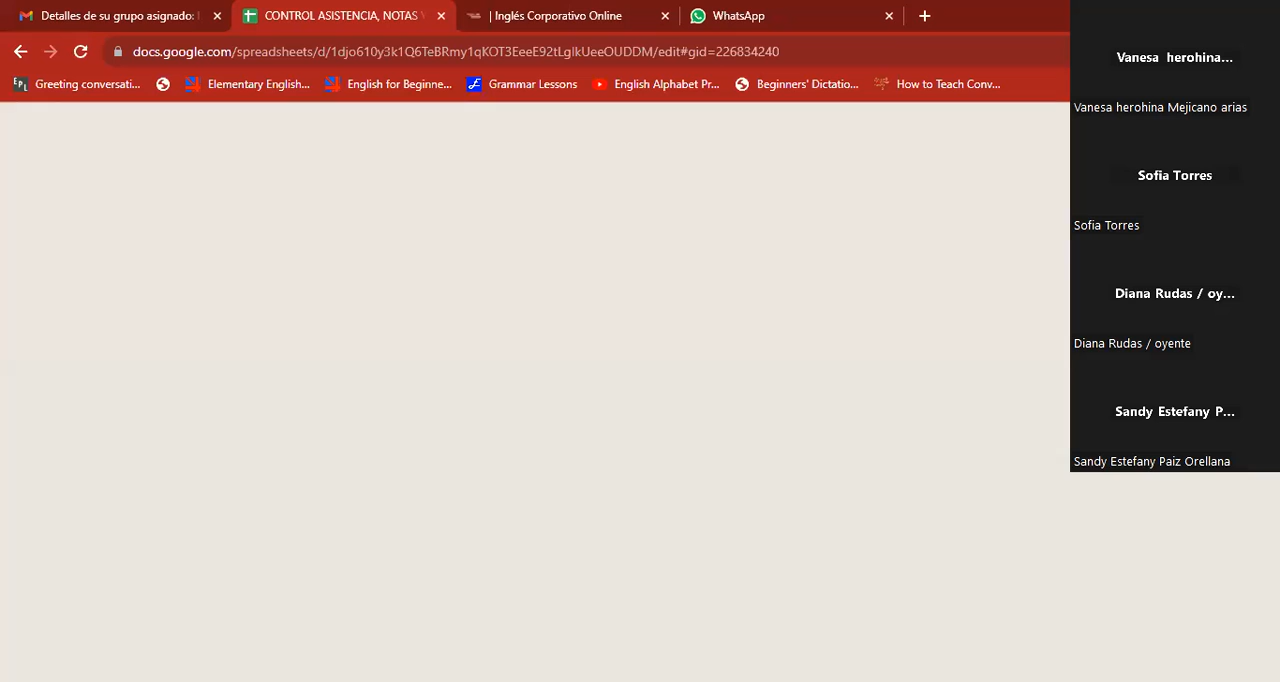 Detalles de su grupo asignado: I
CONTROL ASISTENCIA, NOTAS Y
| Inglés Corporativo Online
WhatsApp
docs.google.com/spreadsheets/d/1djo610y3k1Q6TeBRmy1qKOT3EeeE92tLglkUeeOUDDM/edit#gid=226834240
Greeting conversati...
Elementary English...
English for Beginne...
Grammar Lessons
English Alphabet Pr...
Beginners' Dictatio...
How to Teach Conv...
Vanesa herohina...
Vanesa herohina Mejicano arias
Sofia Torres
Sofia Torres
Diana Rudas / oy...
Diana Rudas / oyente
Sandy Estefany P...
Sandy Estefany Paiz Orellana